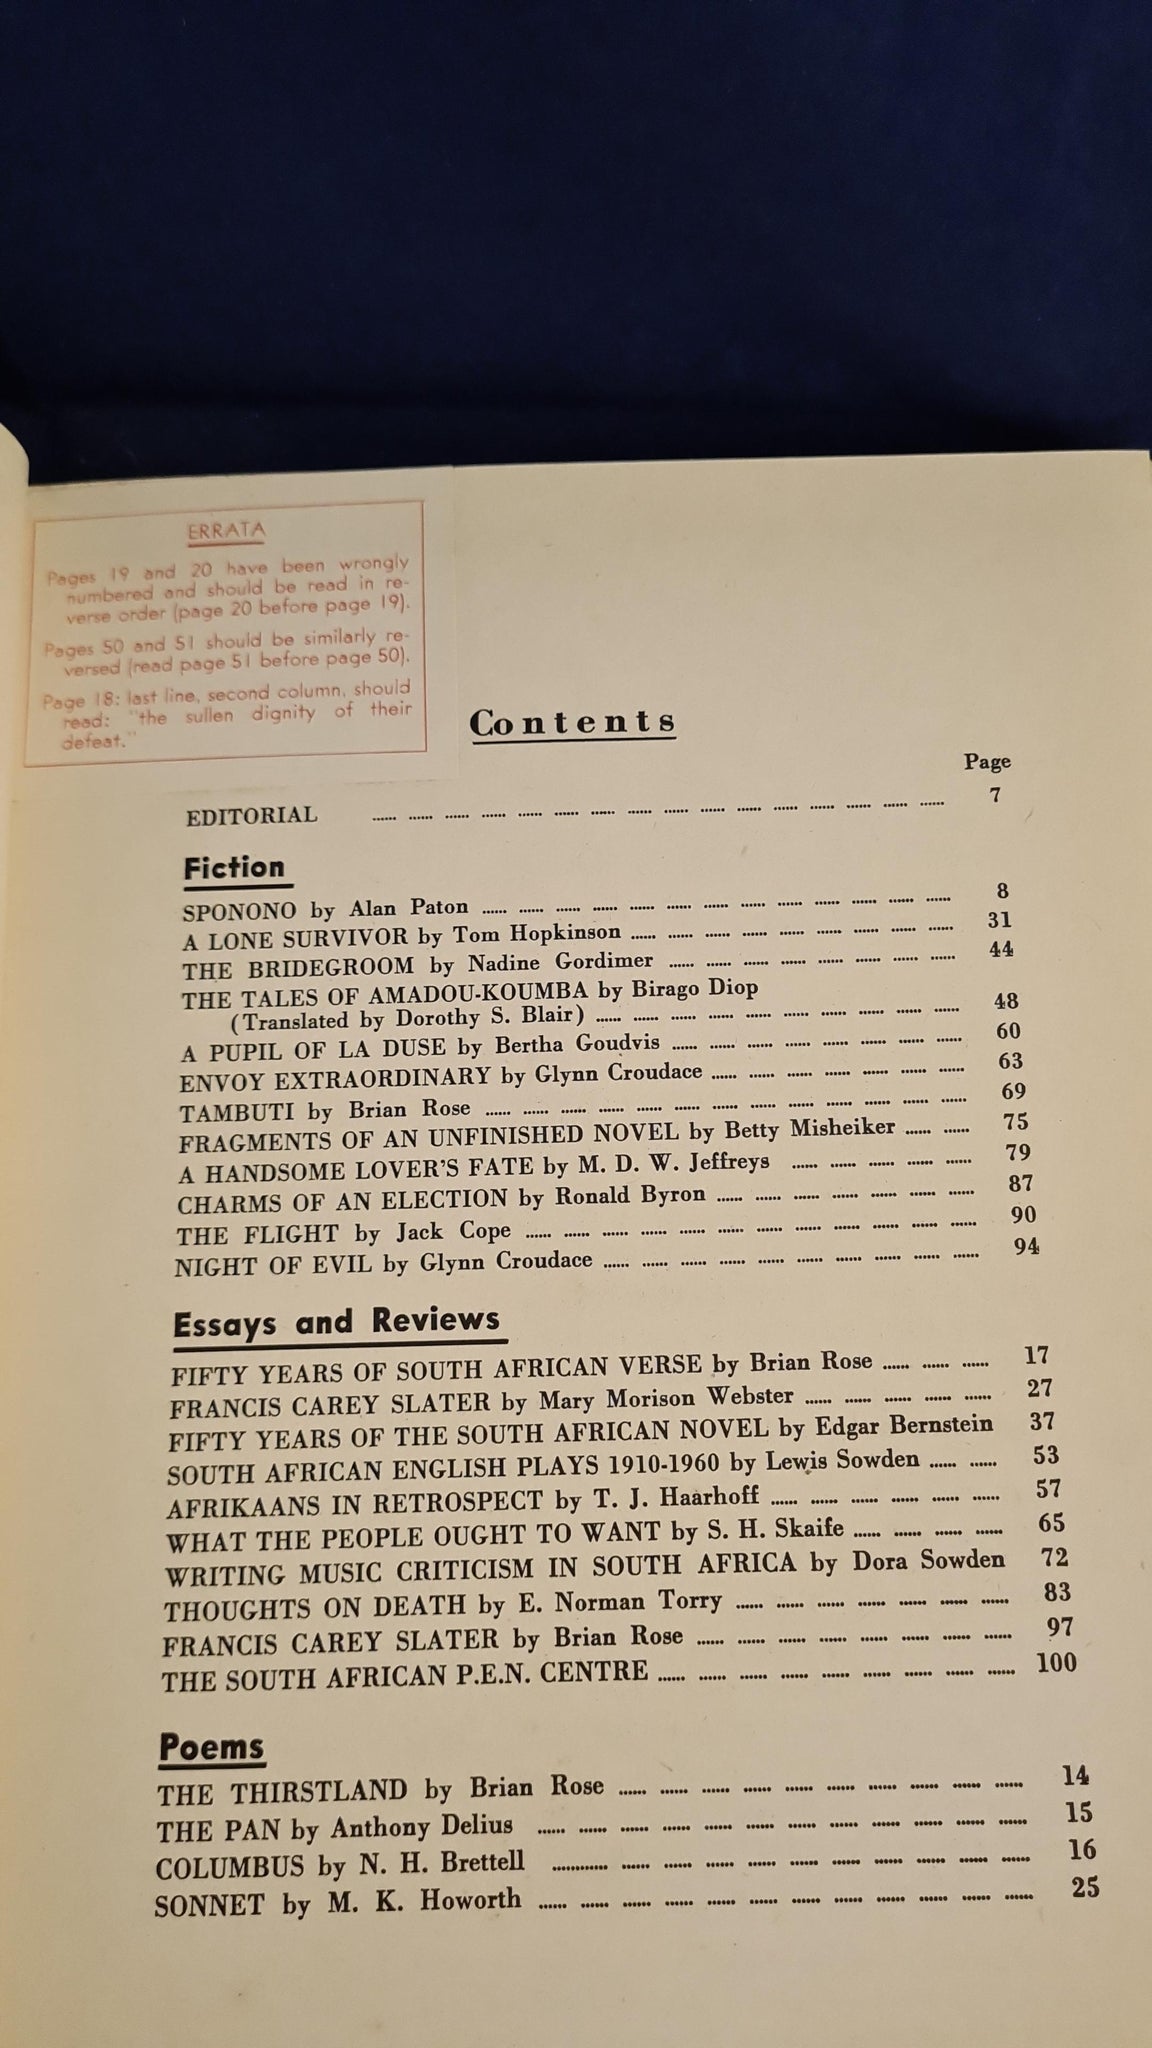 ERRATA
Pages 19 and 20 have been wrongly
numbered and should be read in re-
verse order (page 20 before page 19).
Pages 50 and 51 should be similarly re-
versed (read page 51 before page 50).
Page 18: last line, second column, should
read: "the sullen dignity of their
defeat."
Contents
Page
EDITORIAL ...... ...... ...... ...... ...... ...... ...... ...... ...... ...... ...... ...... ...... ...... ...... ...... 7
Fiction
SPONONO by Alan Paton ...... ...... ...... ...... ...... ...... ...... ...... ...... ...... ...... ...... ...... 8
A LONE SURVIVOR by Tom Hopkinson ...... ...... ...... ...... ...... ...... ...... ...... ...... 31
THE BRIDEGROOM by Nadine Gordimer ...... ...... ...... ...... ...... ...... ...... ...... 44
THE TALES OF AMADOU-KOUMBA by Birago Diop
(Translated by Dorothy S. Blair) ...... ...... ...... ...... ...... ...... ...... ...... ...... ...... 48
A PUPIL OF LA DUSE by Bertha Goudvis ...... ...... ...... ...... ...... ...... ...... ...... 60
ENVOY EXTRAORDINARY by Glynn Croudace ...... ...... ...... ...... ...... ...... ...... 63
TAMBUTI by Brian Rose ...... ...... ...... ...... ...... ...... ...... ...... ...... ...... ...... ...... ...... 69
FRAGMENTS OF AN UNFINISHED NOVEL by Betty Misheiker ...... ...... 75
A HANDSOME LOVER'S FATE by M. D. W. Jeffreys ...... ...... ...... ...... ...... 79
CHARMS OF AN ELECTION by Ronald Byron ...... ...... ...... ...... ...... ...... ...... 87
THE FLIGHT by Jack Cope ...... ...... ...... ...... ...... ...... ...... ...... ...... ...... ...... ...... 90
NIGHT OF EVIL by Glynn Croudace ...... ...... ...... ...... ...... ...... ...... ...... ...... ...... 94
Essays and Reviews
FIFTY YEARS OF SOUTH AFRICAN VERSE by Brian Rose ...... ...... ...... 17
FRANCIS CAREY SLATER by Mary Morison Webster ...... ...... ...... ...... ...... 27
FIFTY YEARS OF THE SOUTH AFRICAN NOVEL by Edgar Bernstein 37
SOUTH AFRICAN ENGLISH PLAYS 1910-1960 by Lewis Sowden ...... ...... 53
AFRIKAANS IN RETROSPECT by T. J. Haarhoff ...... ...... ...... ...... ...... ...... 57
WHAT THE PEOPLE OUGHT TO WANT by S. H. Skaife ...... ...... ...... ...... 65
WRITING MUSIC CRITICISM IN SOUTH AFRICA by Dora Sowden 72
THOUGHTS ON DEATH by E. Norman Torry ...... ...... ...... ...... ...... ...... ...... 83
FRANCIS CAREY SLATER by Brian Rose ...... ...... ...... ...... ...... ...... ...... ...... 97
THE SOUTH AFRICAN P.E.N. CENTRE ...... ...... ...... ...... ...... ...... ...... ...... ...... 100
Poems
THE THIRSTLAND by Brian Rose ...... ...... ...... ...... ...... ...... ...... ...... ...... ...... 14
THE PAN by Anthony Delius ...... ...... ...... ...... ...... ...... ...... ...... ...... ...... ...... ...... 15
COLUMBUS by N. H. Brettell ............ ...... ...... ...... ...... ...... ...... ...... ...... ...... ...... 16
SONNET by M. K. Howorth ...... ...... ...... ...... ...... ...... ...... ...... ...... ...... ...... ...... 25